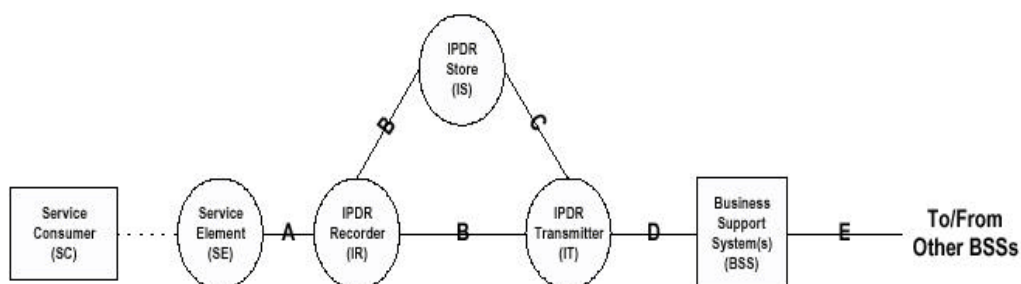 IPDR
Store
(IS)
B
C
Service
Consumer
(SC)
Service
Element
(SE)
A
IPDR
Recorder
(IR)
B
IPDR
Transmitter
(IT)
D
Business
Support
System(s)
(BSS)
E
To/From
Other BSSs